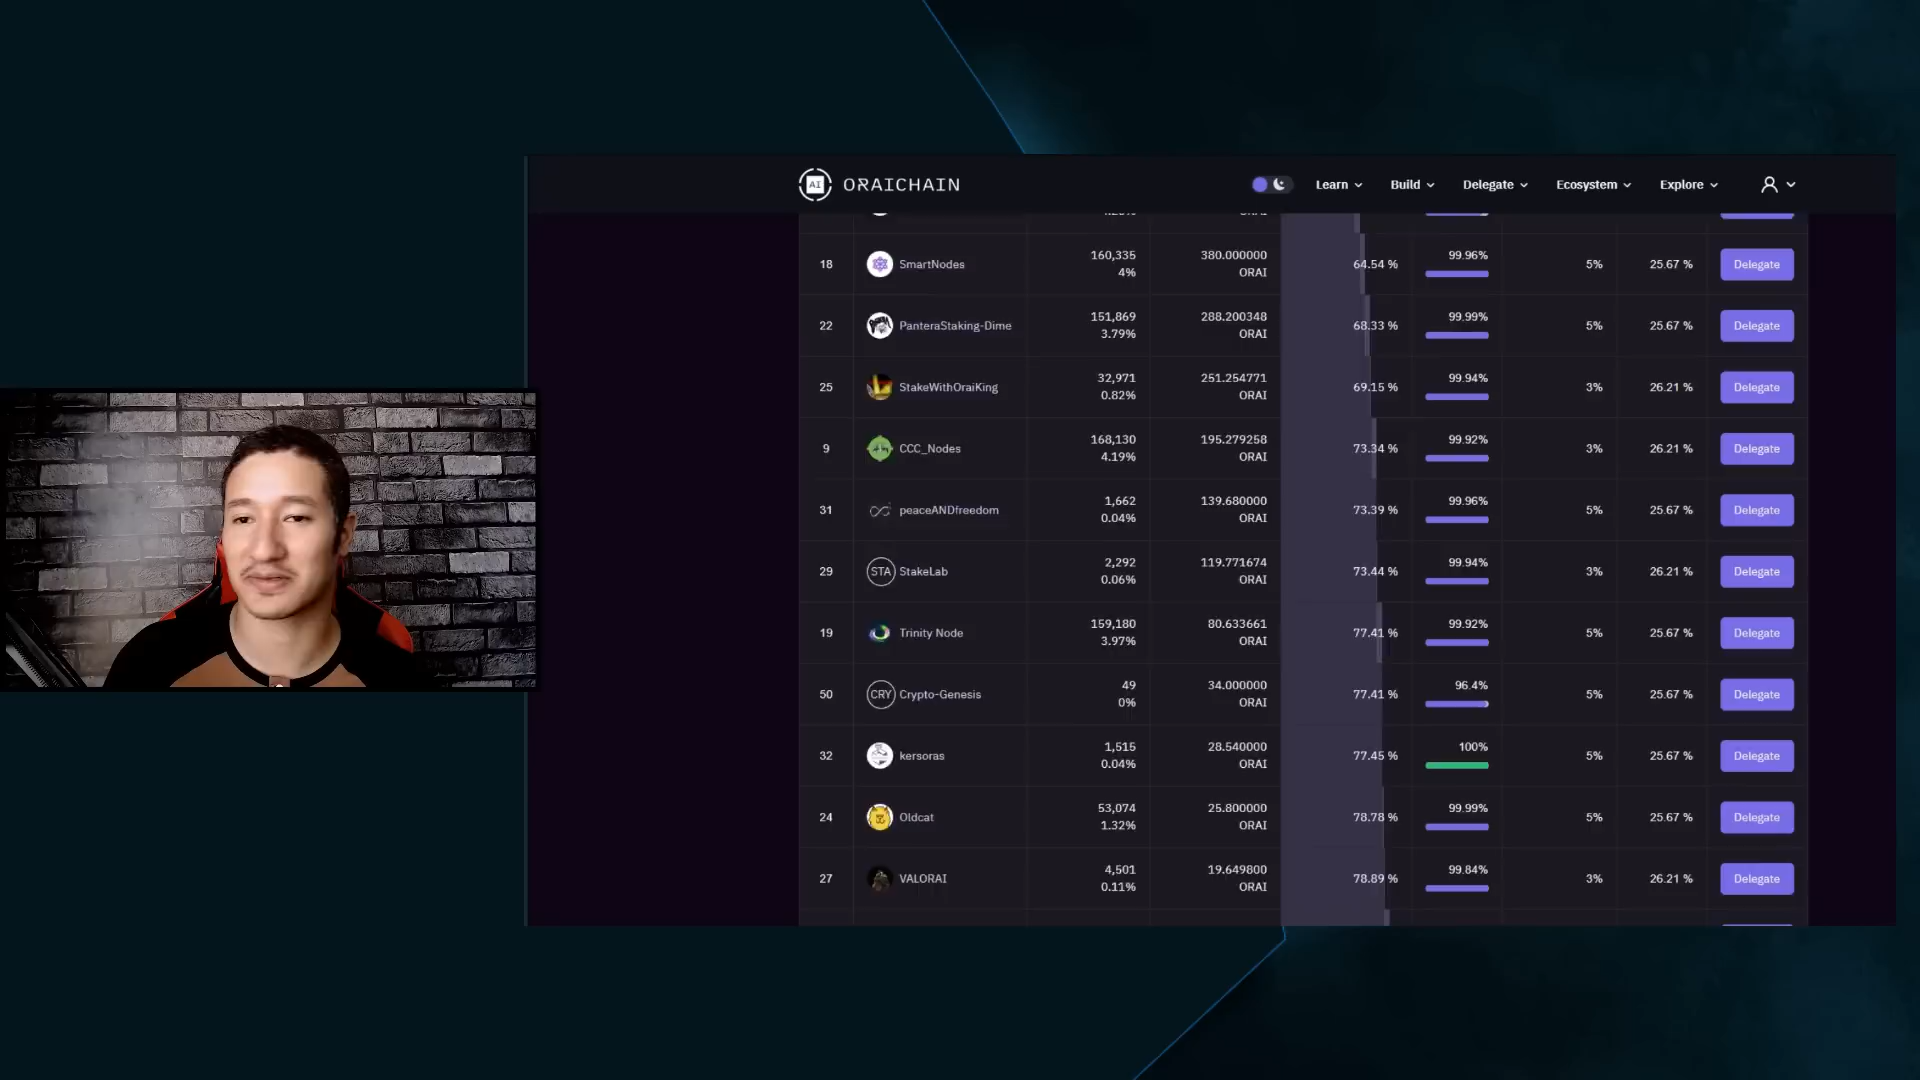 AI ORAICHAIN Learn Build Delegate Ecosystem Explore
18 SmartNodes 160,335 4% 380.000000 ORAI 64.54 % 99.96% 5% 25.67 % Delegate
22 PanteraStaking-Dime 151,869 3.79% 288.200348 ORAI 68.33 % 99.99% 5% 25.67 % Delegate
25 StakeWithOraiKing 32,971 0.82% 251.254771 ORAI 69.15 % 99.94% 3% 26.21 % Delegate
9 CCC_Nodes 168,130 4.19% 195.279258 ORAI 73.34 % 99.92% 3% 26.21 % Delegate
31 peaceANDfreedom 1,662 0.04% 139.680000 ORAI 73.39 % 99.96% 5% 25.67 % Delegate
29 STA StakeLab 2,292 0.06% 119.771674 ORAI 73.44 % 99.94% 3% 26.21 % Delegate
19 Trinity Node 159,180 3.97% 80.633661 ORAI 77.41 % 99.92% 5% 25.67 % Delegate
50 CRY Crypto-Genesis 49 0% 34.000000 ORAI 77.41 % 96.4% 5% 25.67 % Delegate
32 kersoras 1,515 0.04% 28.540000 ORAI 77.45 % 100% 5% 25.67 % Delegate
24 Oldcat 53,074 1.32% 25.800000 ORAI 78.78 % 99.99% 5% 25.67 % Delegate
27 VALORAI 4,501 0.11% 19.649800 ORAI 78.89 % 99.84% 3% 26.21 % Delegate